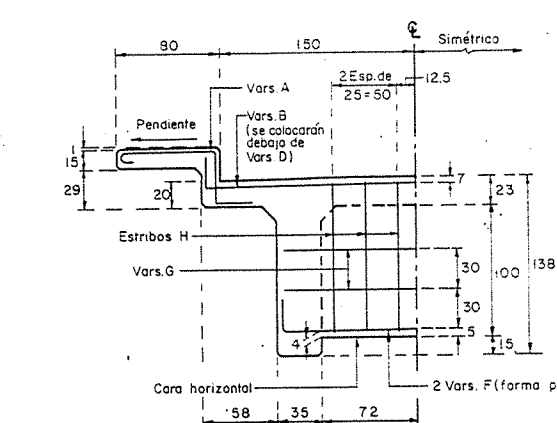 ℄
Simétrico
80
150
2 Esp. de
25=50
12.5
Vars. A
Vars. B
(se colocarán
debajo de
Vars. D)
Pendiente
1
15
29
20
7
23
Estribos H
Vars. G
30
100
138
30
5
4
15
Cara horizontal
2 Vars. F (forma p
58
35
72